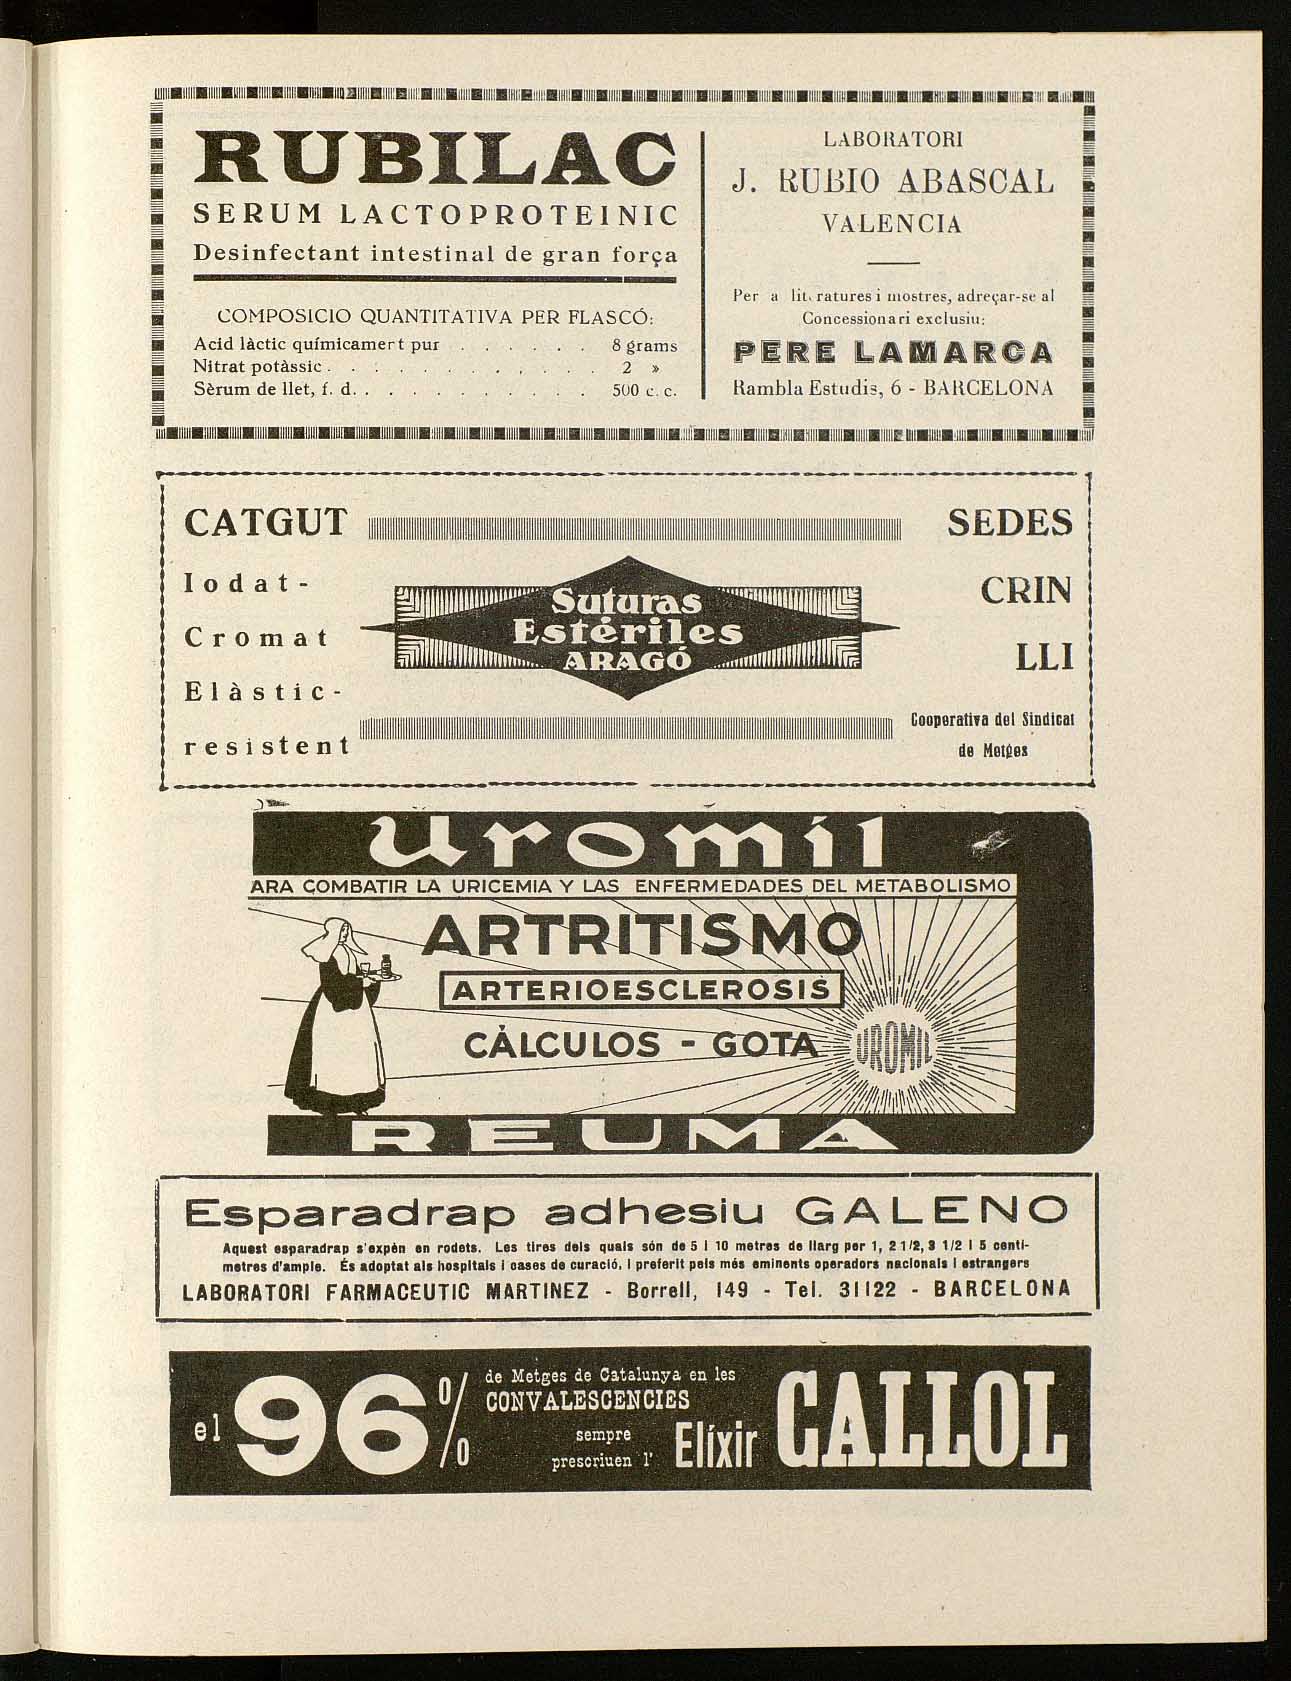 RUBILAC
SERUM LACTOPROTEINIC
Desinfectant intestinal de gran força
COMPOSICIO QUANTITATIVA PER FLASCÓ:
Acid làctic químicamert pur . . . . . . 8 grams
Nitrat potàssic . . . . . . . . . . . 2 »
Sèrum de llet, f. d. . . . . . . . . . 500 c. c.
LABORATORI
J. RUBIO ABASCAL
VALENCIA
Per a lit. ratures i mostres, adreçar-se al
Concessionari exclusiu:
PERE LAMARCA
Rambla Estudis, 6 - BARCELONA
CATGUT
Iodat-
Cromat
Elàstic-
resistent
Suturas
Estériles
ARAGÓ
SEDES
CRIN
LLI
Cooperativa del Sindicat
de Metges
Uromil
ARA COMBATIR LA URICEMIA Y LAS ENFERMEDADES DEL METABOLISMO
ARTRITISMO
ARTERIOESCLEROSIS
CÁLCULOS - GOTA
UROMIL
REUMA
Esparadrap adhesiu GALENO
Aquest esparadrap s'expèn en rodets. Les tires dels quals són de 5 i 10 metres de llarg per 1, 2 1/2, 3 1/2 i 5 centi-
metres d'ample. És adoptat als hospitals i cases de curació, i preferit pels més eminents operadors nacionals i estrangers
LABORATORI FARMACEUTIC MARTINEZ - Borrell, 149 - Tel. 31122 - BARCELONA
el 96 %
de Metges de Catalunya en les
CONVALESCENCIES
sempre
prescriuen l'
Elíxir CALLOL